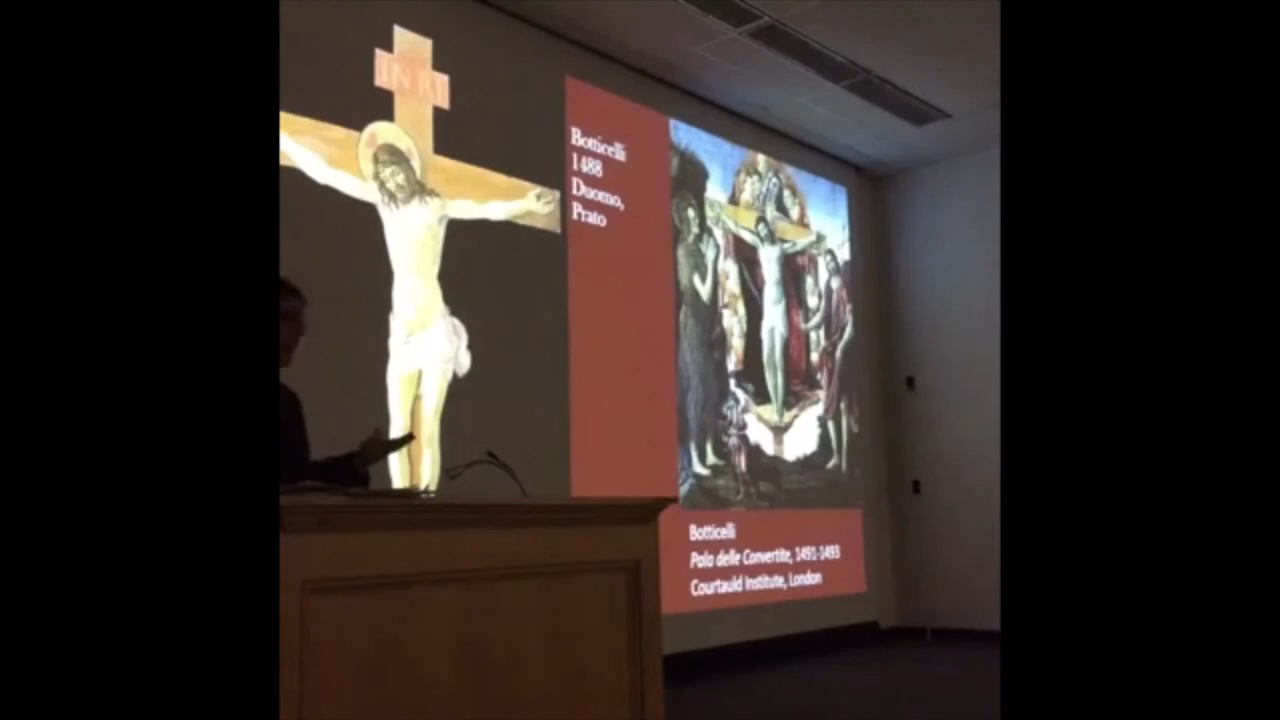 INRI
Botticelli
1488
Duomo,
Prato
Botticelli
Pala delle Convertite, 1491-1493
Courtauld Institute, London